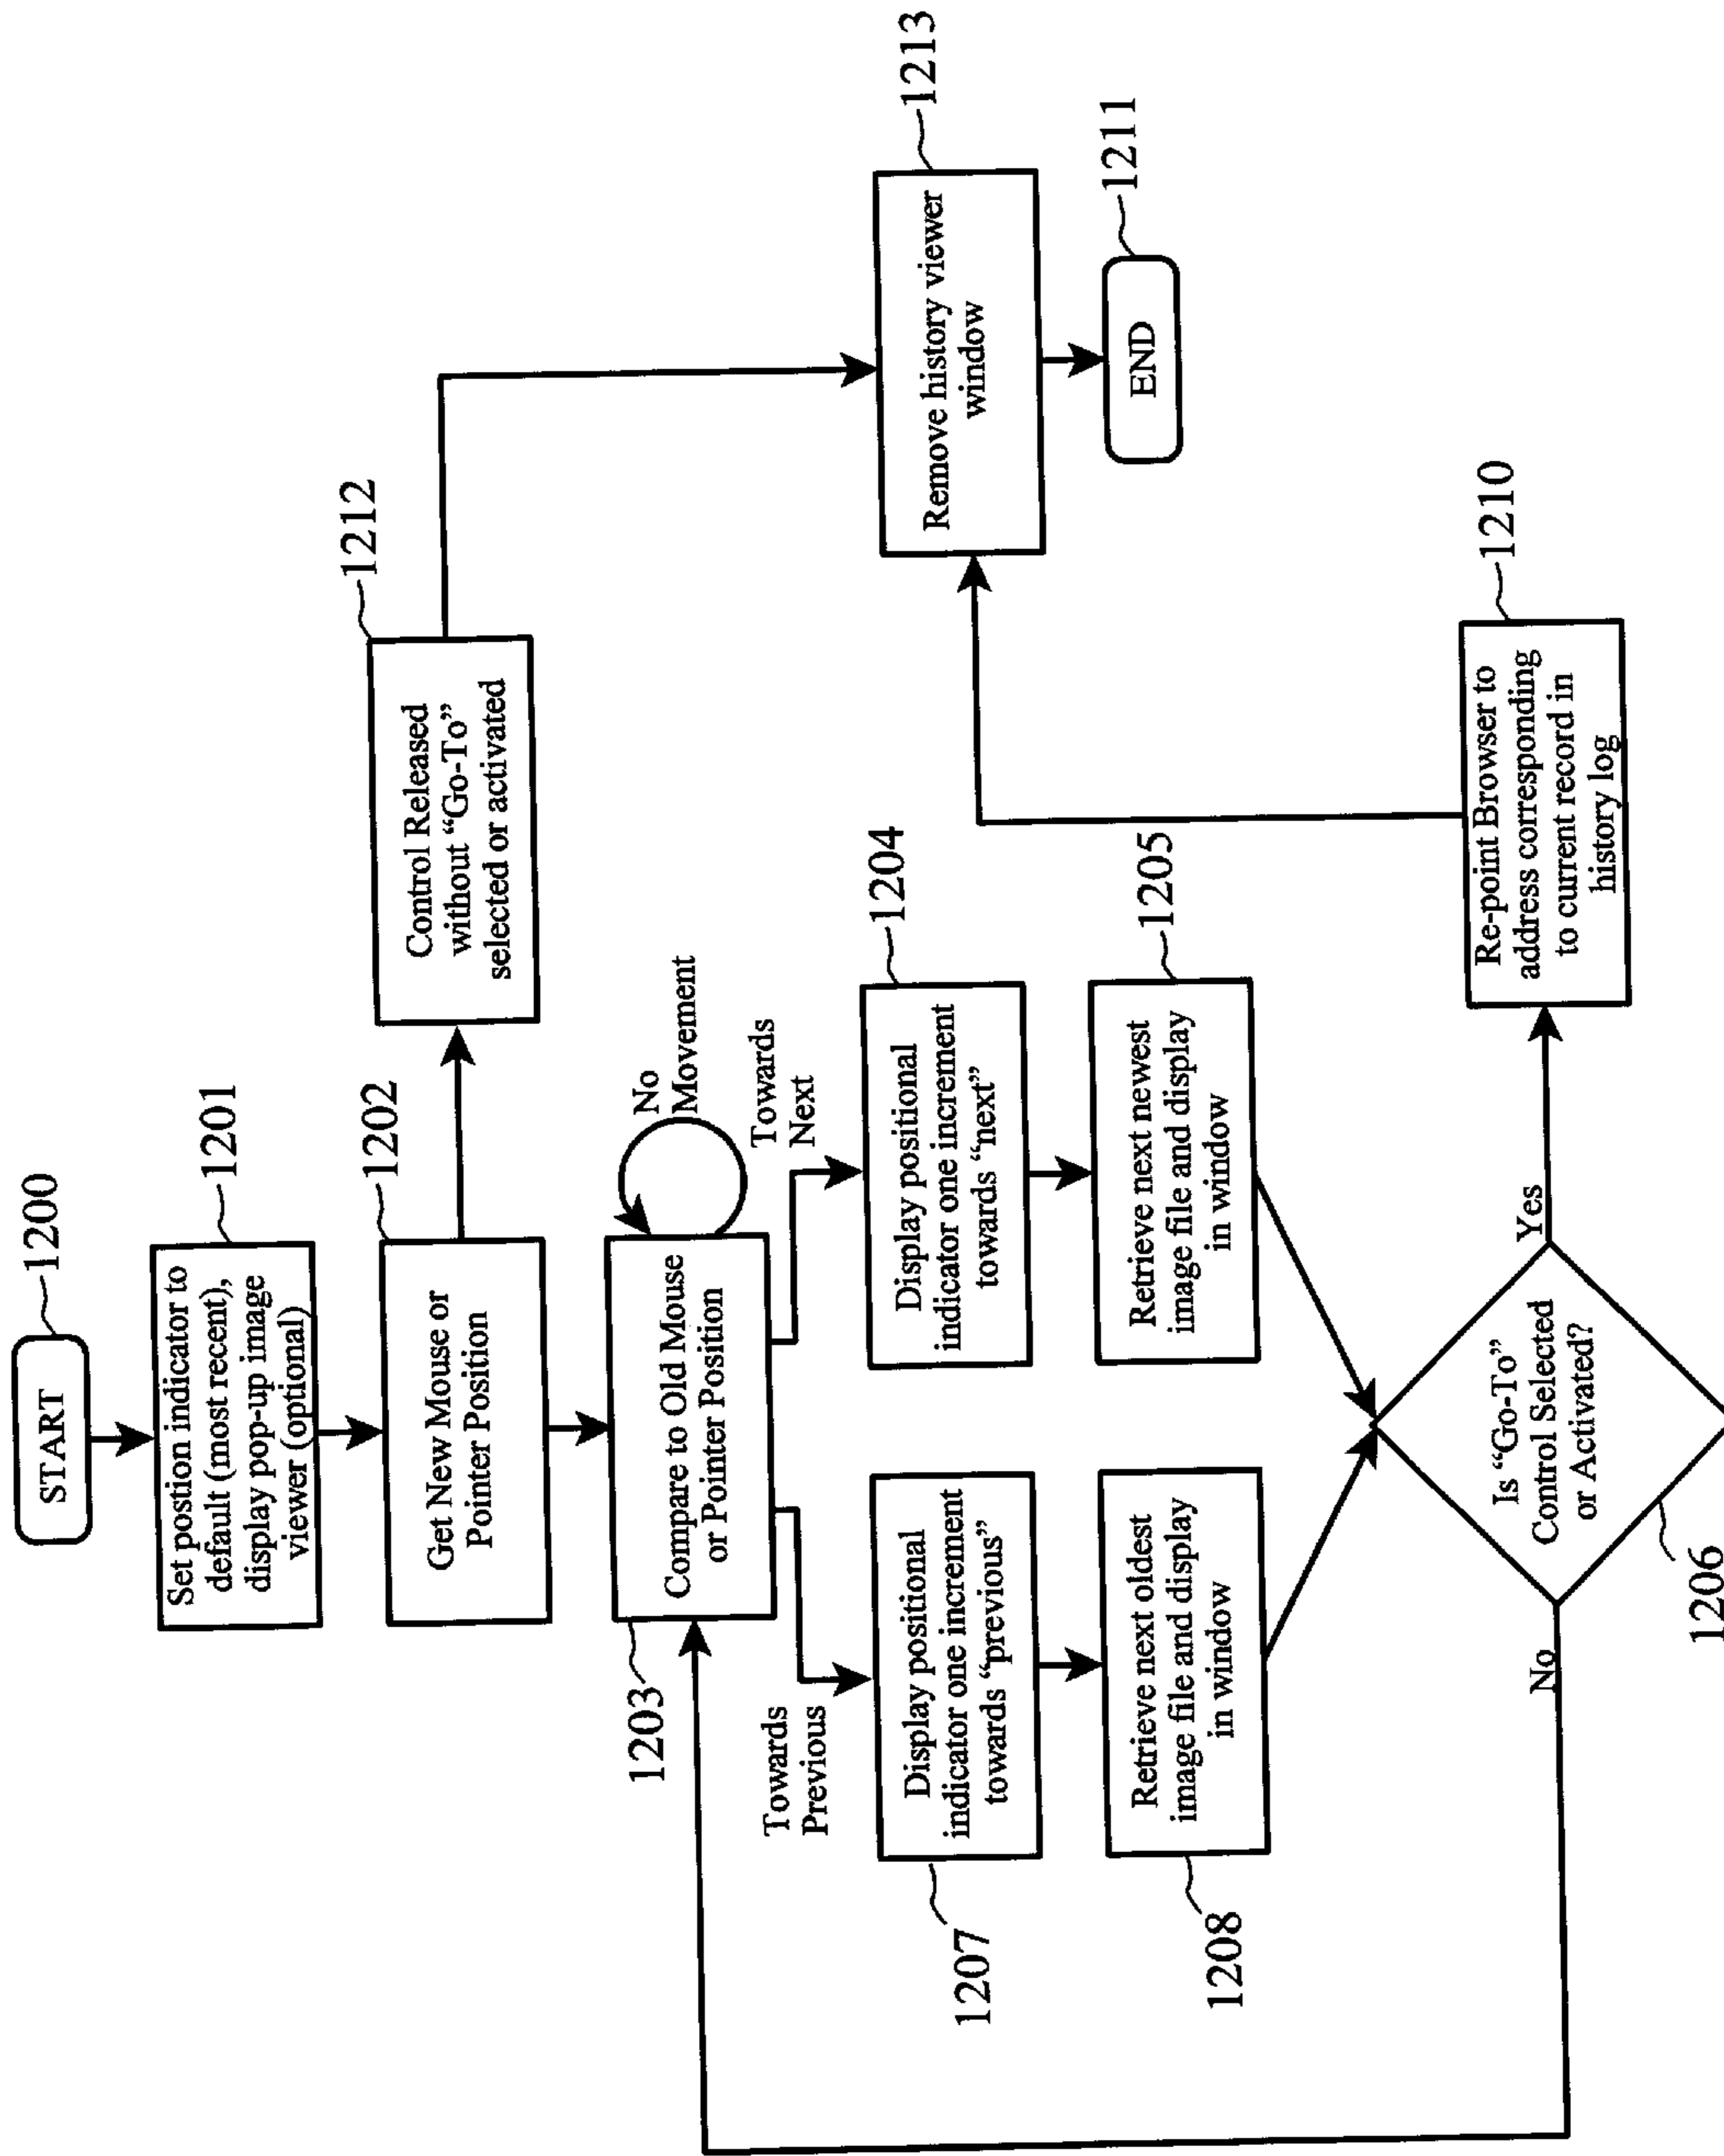 START
1200
Set postion indicator to
default (most recent),
display pop-up image
viewer (optional)
1201
Get New Mouse or
Pointer Position
1202
Control Released
without “Go-To”
selected or activated
1212
Compare to Old Mouse
or Pointer Position
1203
No
Movement
Towards
Previous
Towards
Next
Display positional
indicator one increment
towards “previous”
1207
Display positional
indicator one increment
towards “next”
1204
Remove history viewer
window
1213
Retrieve next oldest
image file and display
in window
1208
Retrieve next newest
image file and display
in window
1205
END
1211
Is “Go-To”
Control Selected
or Activated?
1206
No
Yes
Re-point Browser to
address corresponding
to current record in
history log
1210